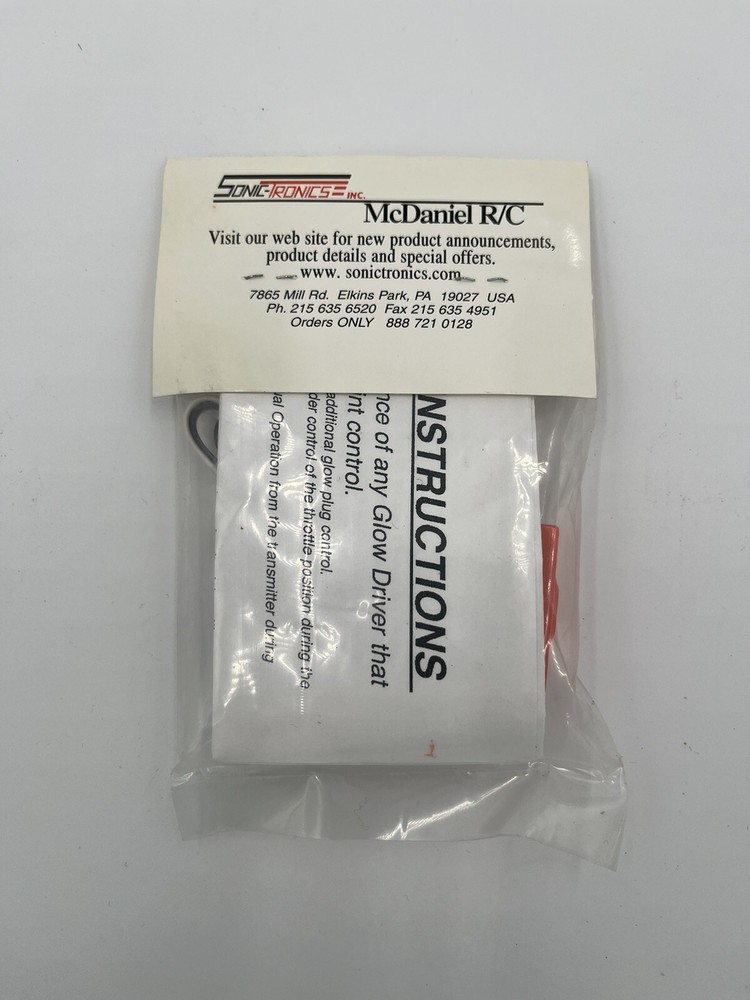 SONIC-TRONICS INC.
McDaniel R/C
Visit our web site for new product announcements,
product details and special offers.
www. sonictronics.com
7865 Mill Rd. Elkins Park, PA 19027 USA
Ph. 215 635 6520 Fax 215 635 4951
Orders ONLY 888 721 0128
NSTRUCTIONS
nce of any Glow Driver that
int control.
additional glow plug control.
der control of the throttle position during the
al Operation from the transmitter during
1